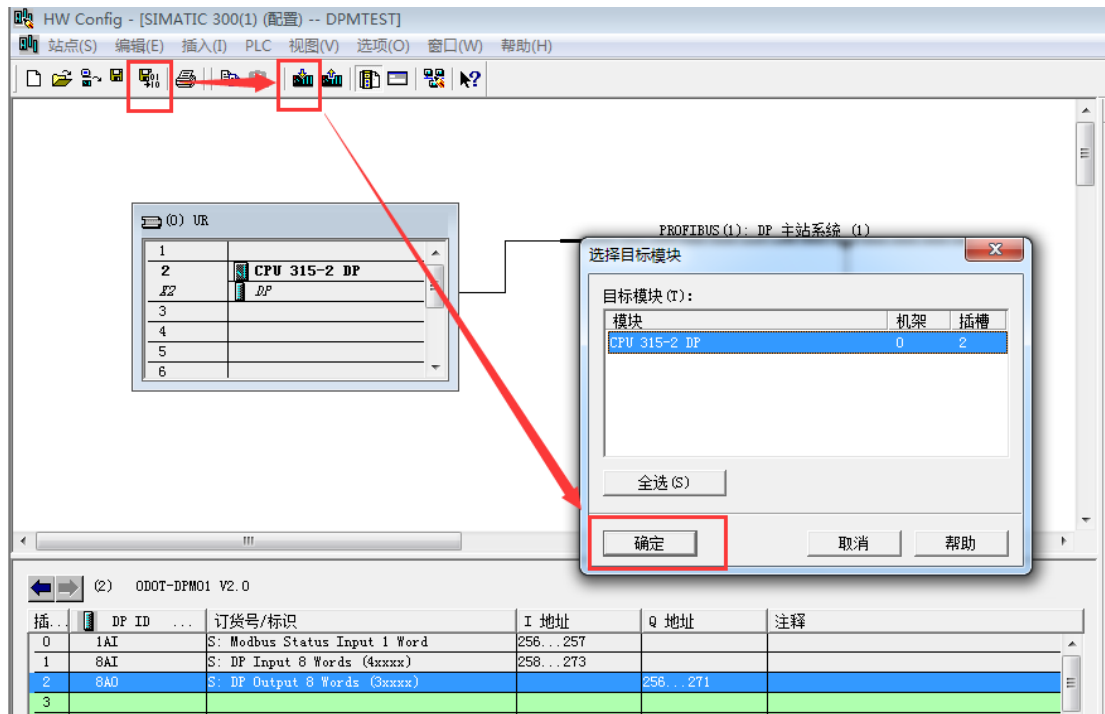 HW Config - [SIMATIC 300(1) (配置) -- DPMTEST]
站点(S) 编辑(E) 插入(I) PLC 视图(V) 选项(O) 窗口(W) 帮助(H)
(0) UR
1
2 CPU 315-2 DP
X2 DP
3
4
5
6
PROFIBUS(1): DP 主站系统 (1)
选择目标模块
目标模块(T):
模块 机架 插槽
CPU 315-2 DP 0 2
全选(S)
确定 取消 帮助
(2) ODOT-DPM01 V2.0
插... DP ID ... 订货号/标识 I 地址 Q 地址 注释
0 1AI S: Modbus Status Input 1 Word 256...257
1 8AI S: DP Input 8 Words (4xxxx) 258...273
2 8AO S: DP Output 8 Words (3xxxx) 256...271
3